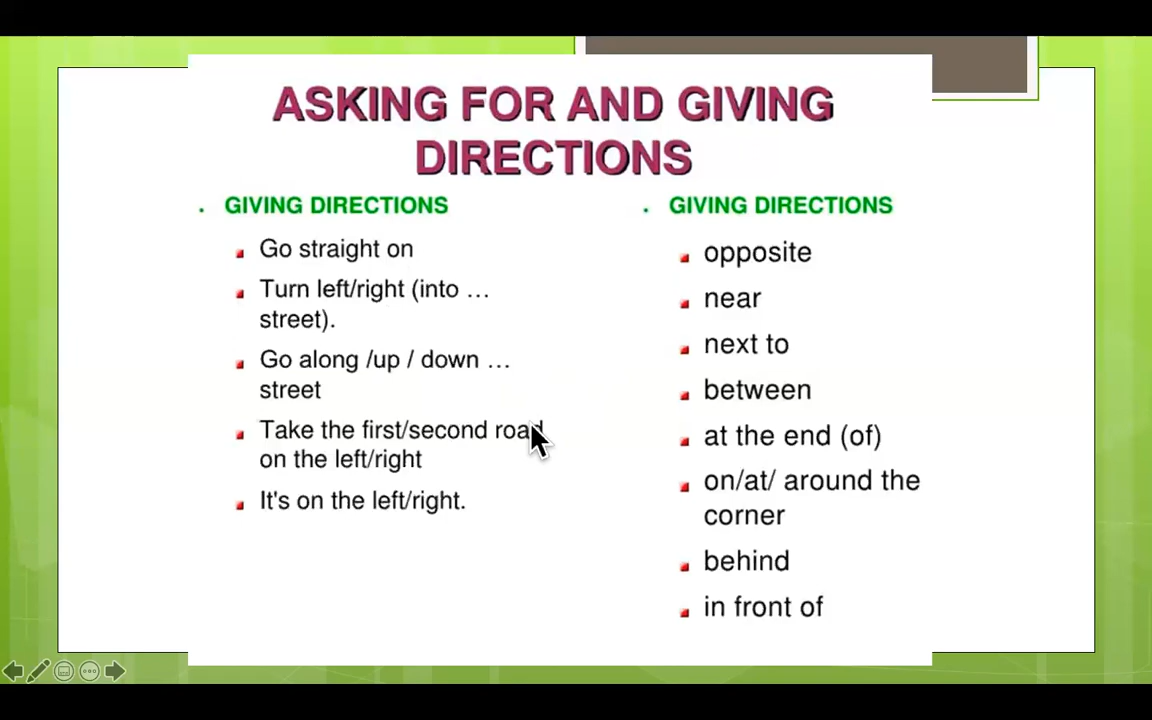 ASKING FOR AND GIVING
DIRECTIONS
GIVING DIRECTIONS
Go straight on
Turn left/right (into …
street).
Go along /up / down …
street
Take the first/second road
on the left/right
It's on the left/right.
GIVING DIRECTIONS
opposite
near
next to
between
at the end (of)
on/at/ around the
corner
behind
in front of